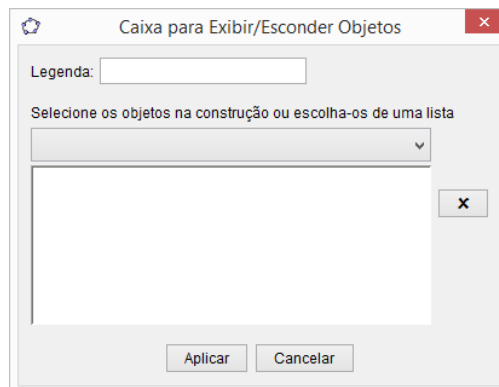 Caixa para Exibir/Esconder Objetos
Legenda:
Selecione os objetos na construção ou escolha-os de uma lista
Aplicar Cancelar